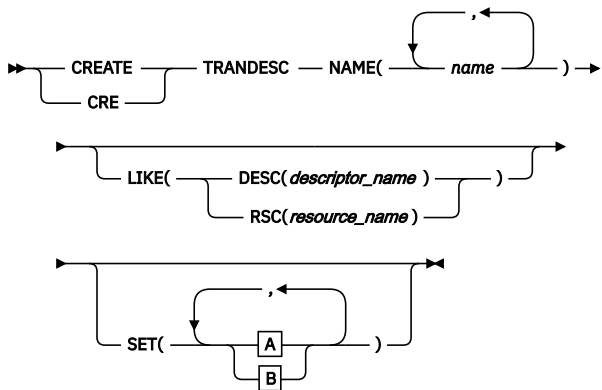 ,
CREATE TRANDESC NAME( name )
CRE
LIKE( DESC(descriptor_name ) )
RSC(resource_name )
,
SET( A )
B